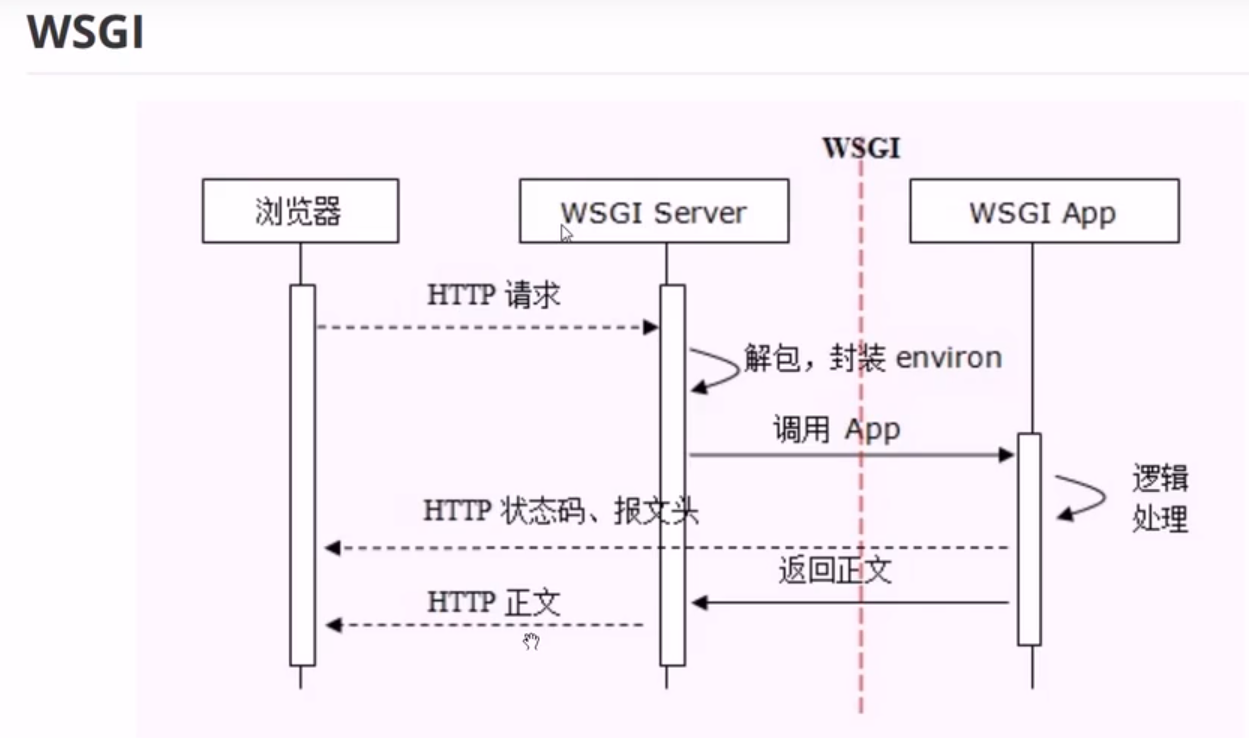 WSGI
WSGI
浏览器
WSGI Server
WSGI App
HTTP 请求
解包，封装 environ
调用 App
逻辑
处理
HTTP 状态码、报文头
返回正文
HTTP 正文